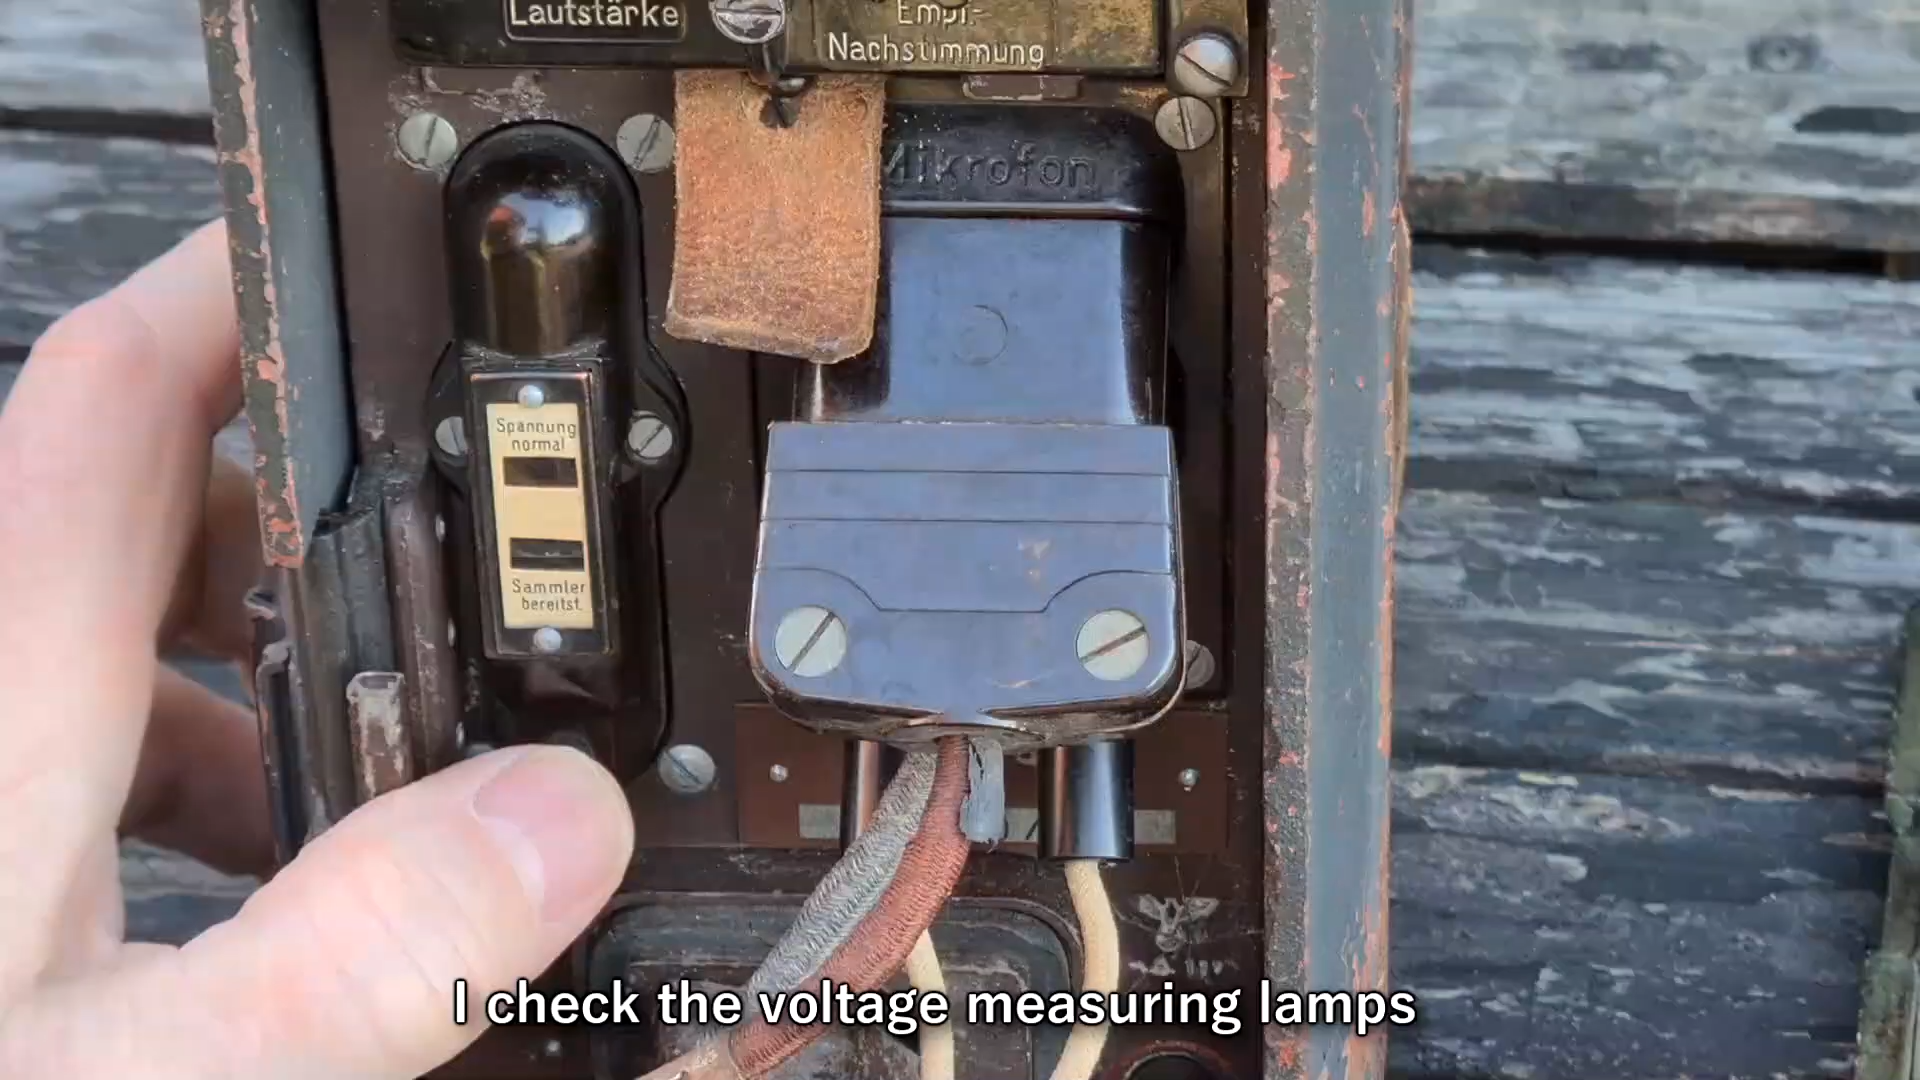 Lautstärke
Empf.-
Nachstimmung
Mikrofon
Spannung
normal
Sammler
bereitst.
I check the voltage measuring lamps